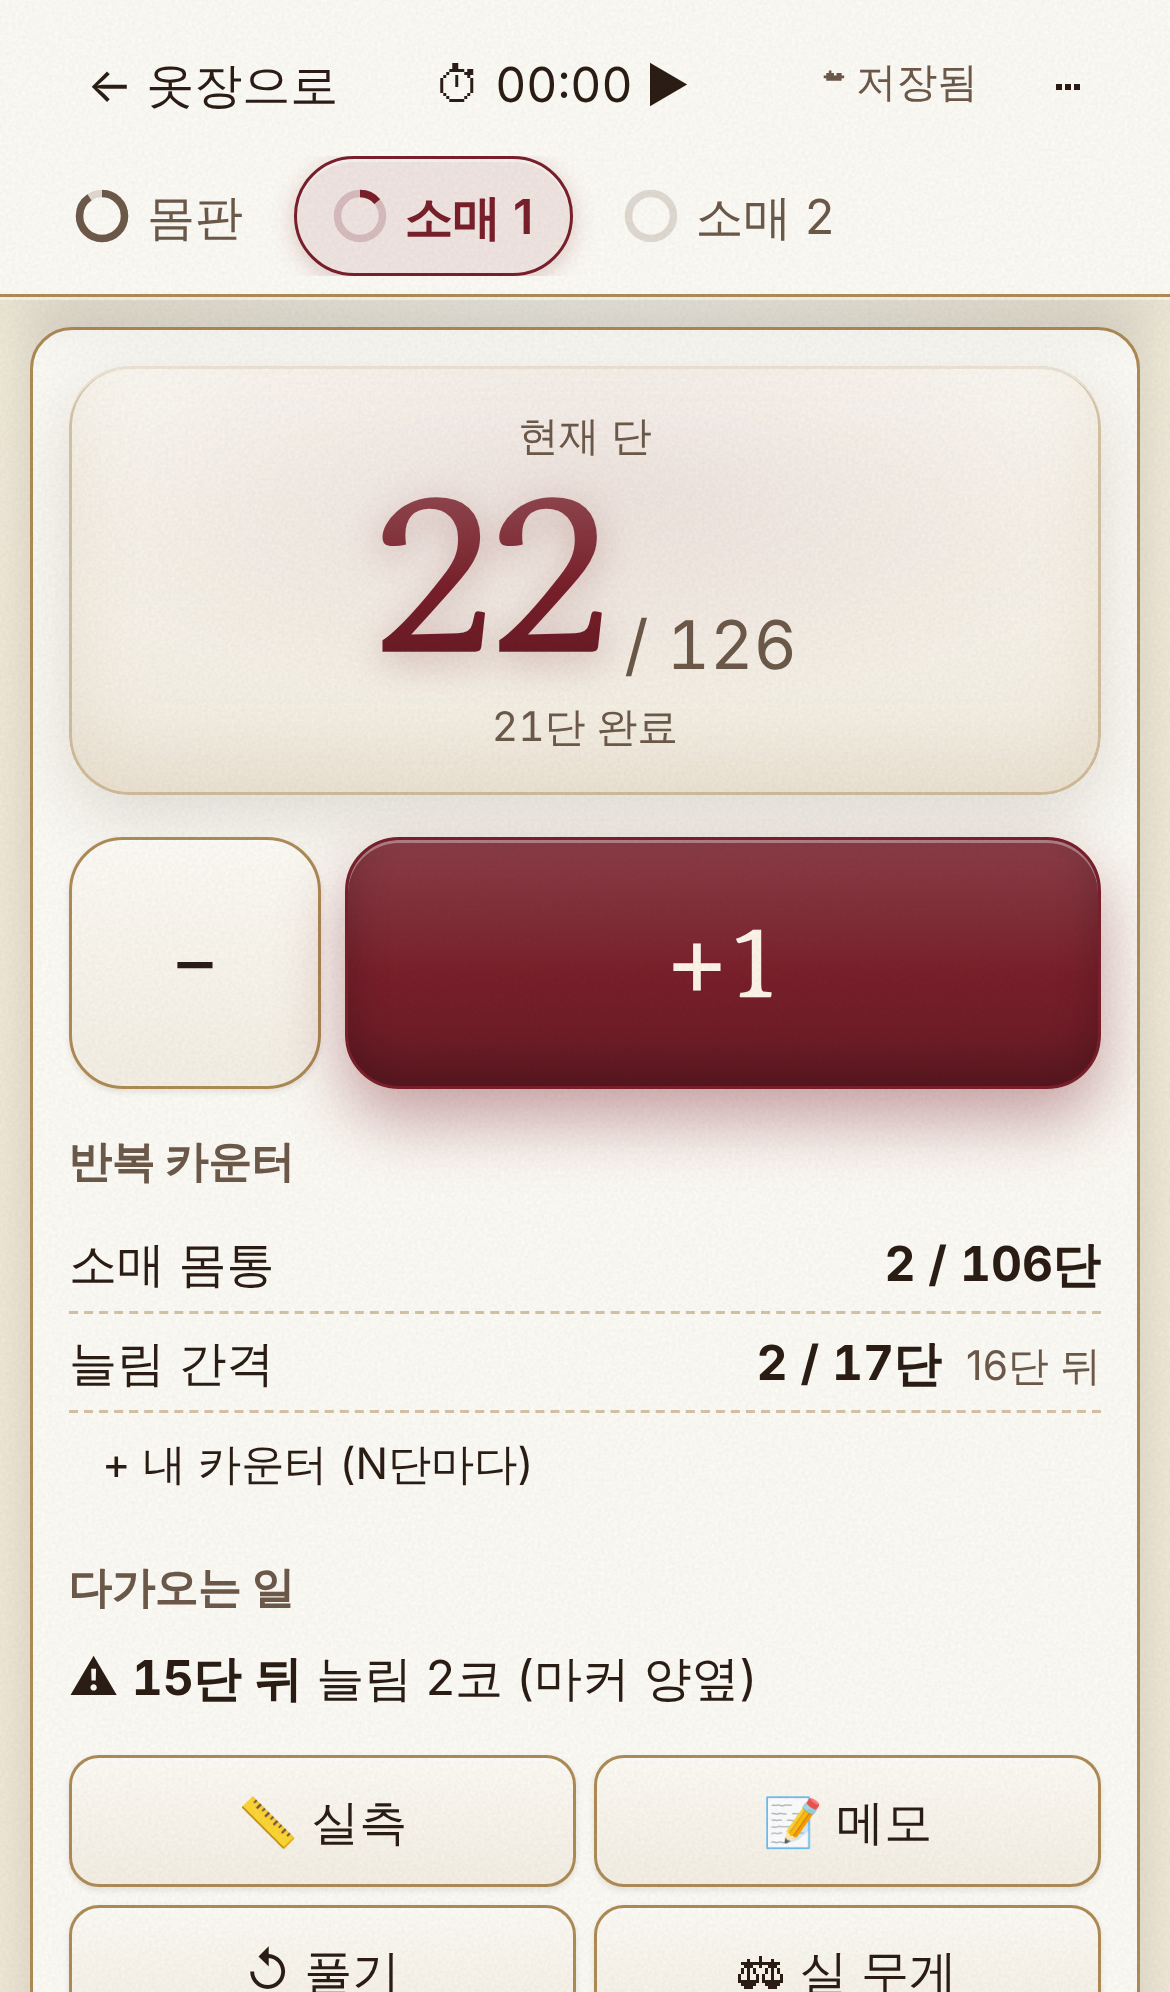 ← 옷장으로 ⏱ 00:00 ▶ 저장됨 ...
몸판 소매 1 소매 2
현재 단
22 / 126
21단 완료
− +1
반복 카운터
소매 몸통 2 / 106단
늘림 간격 2 / 17단 16단 뒤
+ 내 카운터 (N단마다)
다가오는 일
⚠ 15단 뒤 늘림 2코 (마커 양옆)
📏 실측 📝 메모
풀기 ⚖ 실 무게